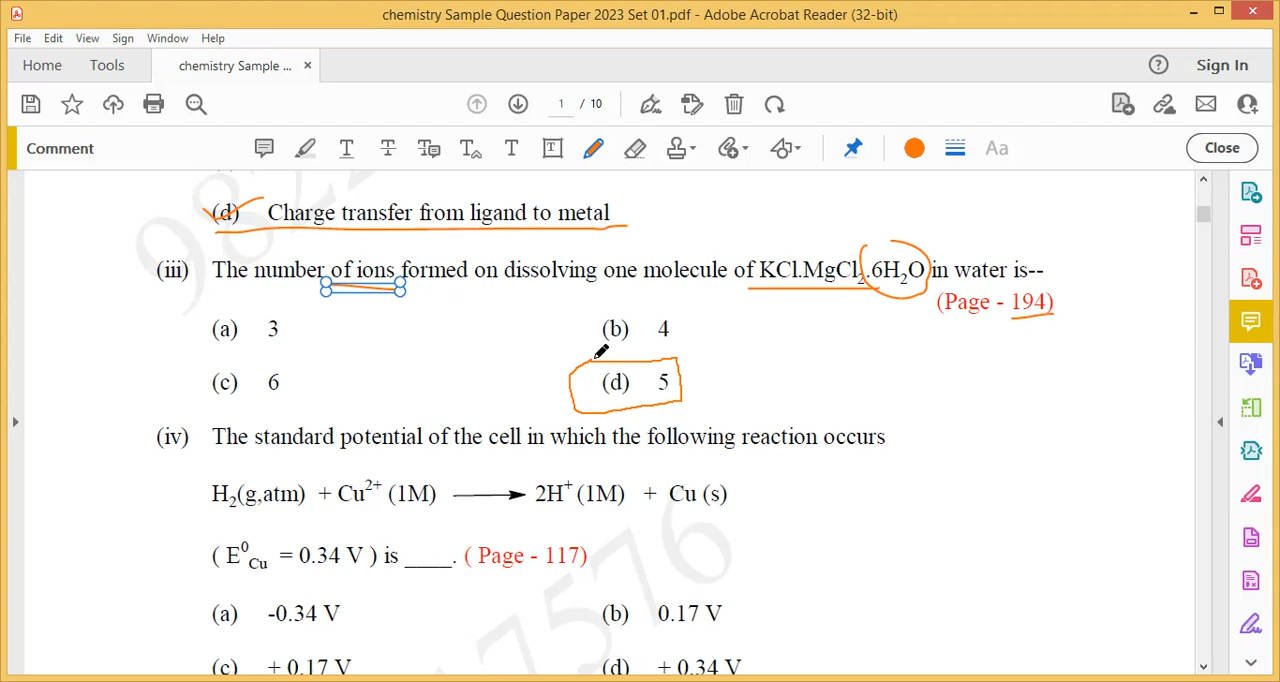 chemistry Sample Question Paper 2023 Set 01.pdf - Adobe Acrobat Reader (32-bit)
File Edit View Sign Window Help
Home Tools chemistry Sample ... × Sign In
1 / 10
Comment Aa Close
(d) Charge transfer from ligand to metal
(iii) The number of ions formed on dissolving one molecule of KCl.MgCl₂.6H₂O in water is--
(Page - 194)
(a) 3 (b) 4
(c) 6 (d) 5
(iv) The standard potential of the cell in which the following reaction occurs
H₂(g,atm) + Cu²⁺ (1M) ⟶ 2H⁺ (1M) + Cu (s)
( E⁰Cu = 0.34 V ) is ____. ( Page - 117)
(a) -0.34 V (b) 0.17 V
(c) + 0.17 V (d) + 0.34 V
7576